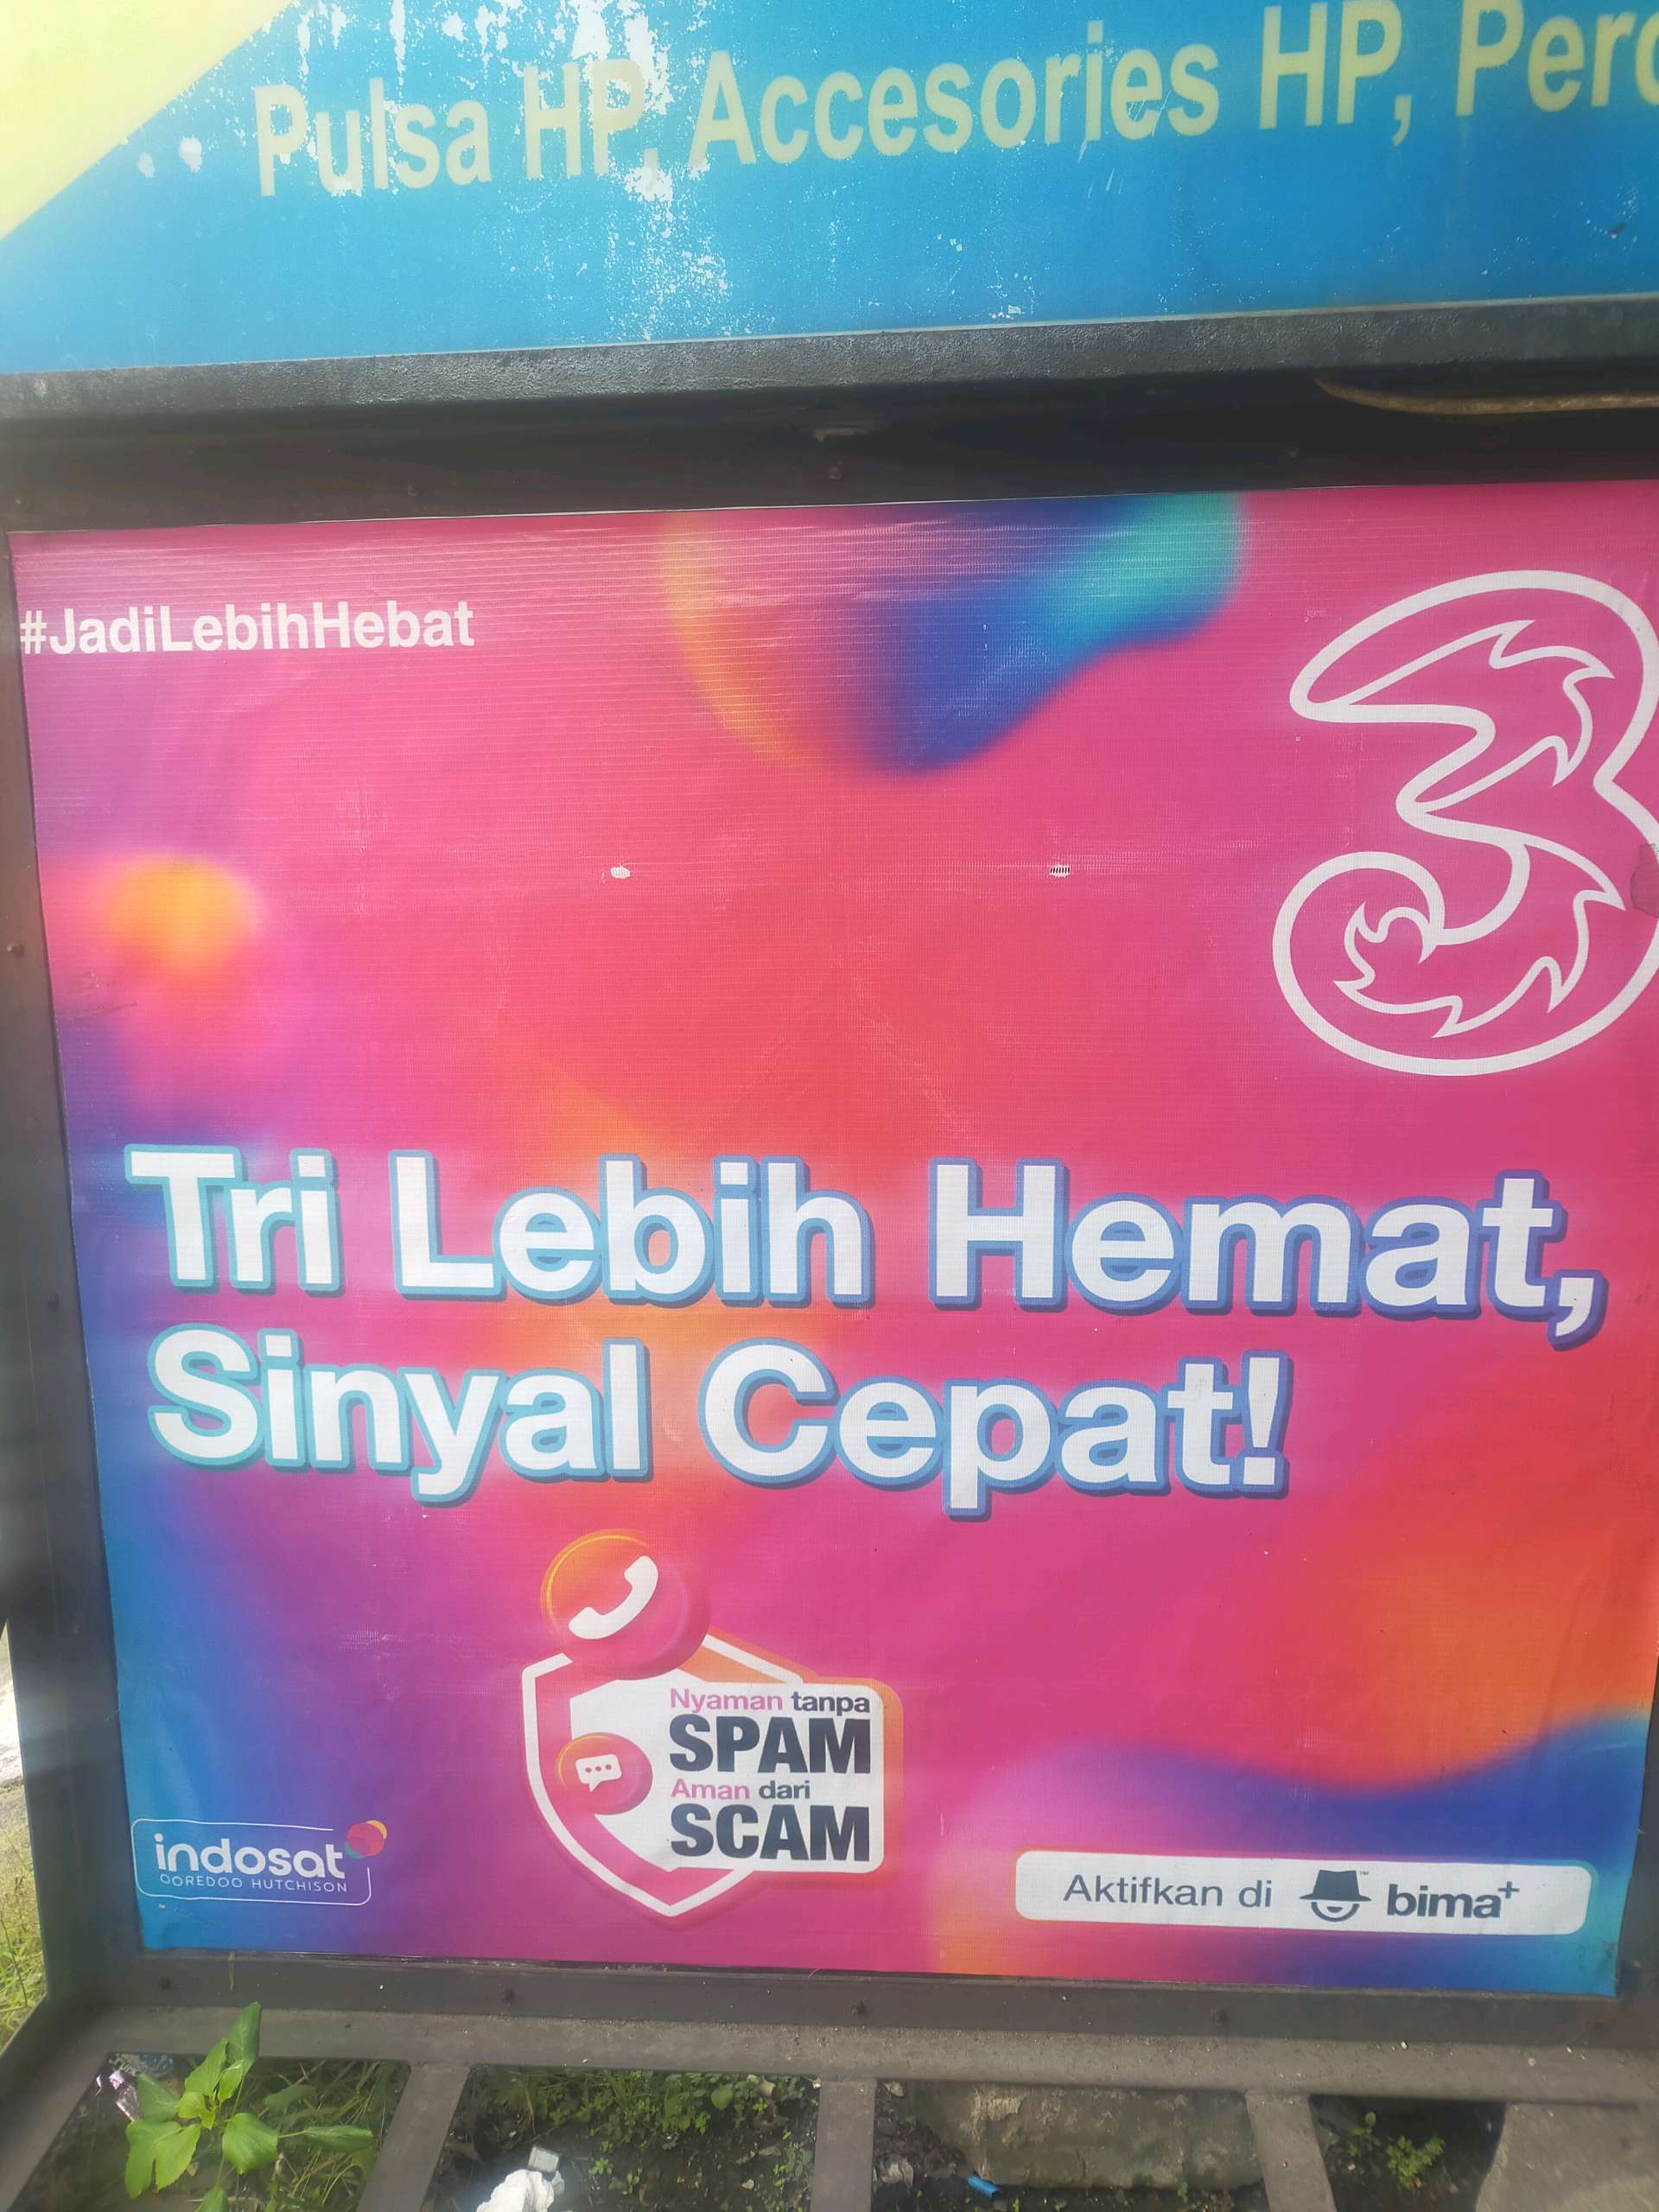 Pulsa HP, Accesories HP,
#JadiLebihHebat
3
Tri Lebih Hemat,
Sinyal Cepat!
Nyaman tanpa
SPAM
Aman dari
SCAM
indosat
OOREDOO HUTCHISON
Aktifkan di bima+